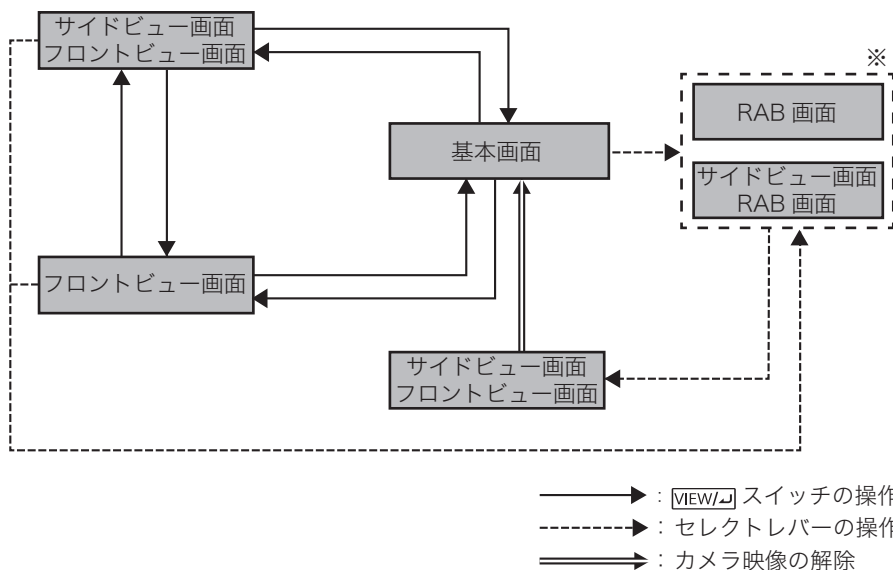 サイドビュー画面
フロントビュー画面
※
RAB 画面
基本画面
サイドビュー画面
RAB 画面
フロントビュー画面
サイドビュー画面
フロントビュー画面
: VIEW/⮐ スイッチの操作
: セレクトレバーの操作
: カメラ映像の解除